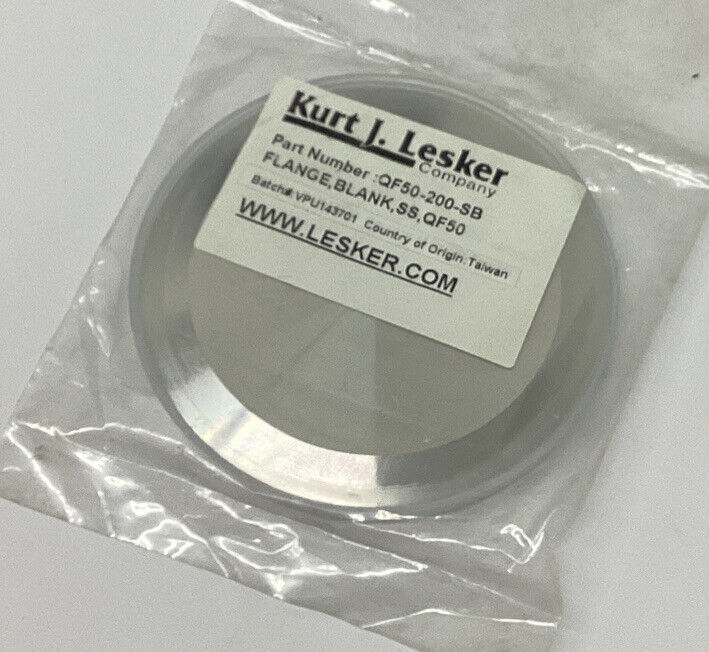 Kurt J. Lesker
Company
Part Number :QF50-200-SB
FLANGE,BLANK,SS,QF50
Batch#:VPU143701 Country of Origin:Taiwan
WWW.LESKER.COM